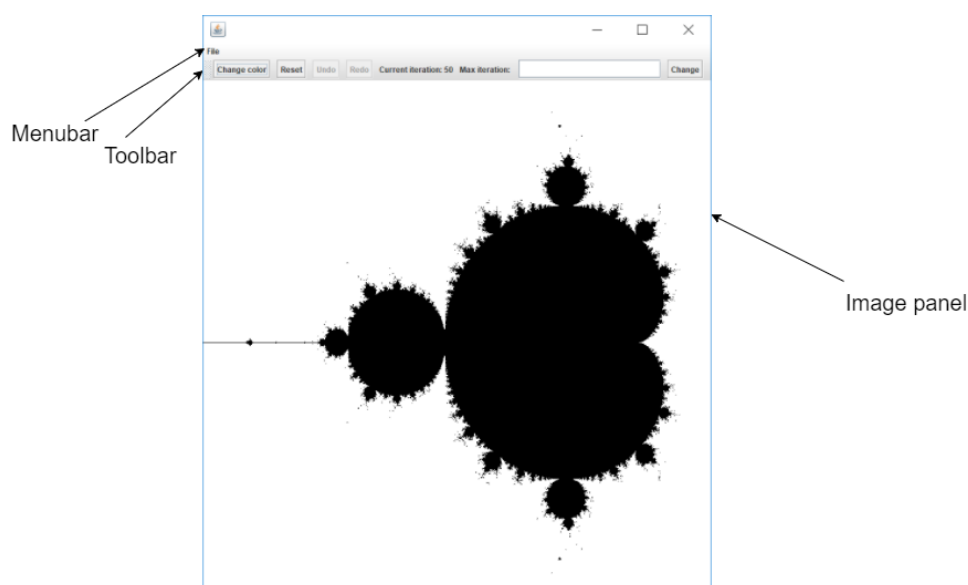 File
Change color Reset Undo Redo Current iteration: 50 Max iteration: Change
Menubar
Toolbar
Image panel